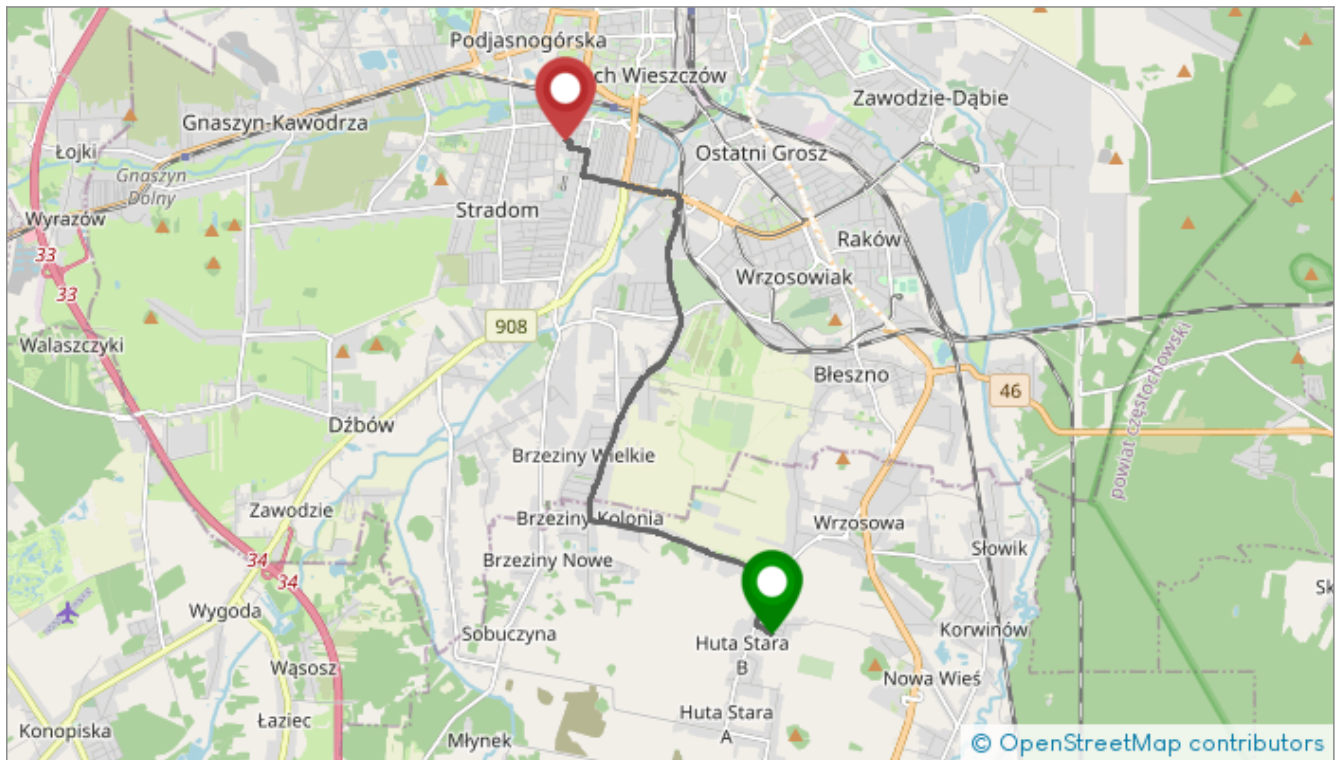 Podjasnogórska
ch Wieszczów
Zawodzie-Dąbie
Gnaszyn-Kawodrza
Łojki
Ostatni Grosz
Gnaszyn
Dolny
Wyrazów
Stradom
Raków
33
Wrzosowiak
33
908
Walaszczyki
Błeszno
46
powiat częstochowski
Dźbów
Brzeziny Wielkie
Zawodzie
Brzeziny-Kolonia
Wrzosowa
Słowik
34
34
Brzeziny Nowe
Sk
Wygoda
Sobuczyna
Korwinów
Huta Stara
B
Wąsosz
Nowa Wieś
Łaziec
Huta Stara
A
Konopiska
Młynek
© OpenStreetMap contributors